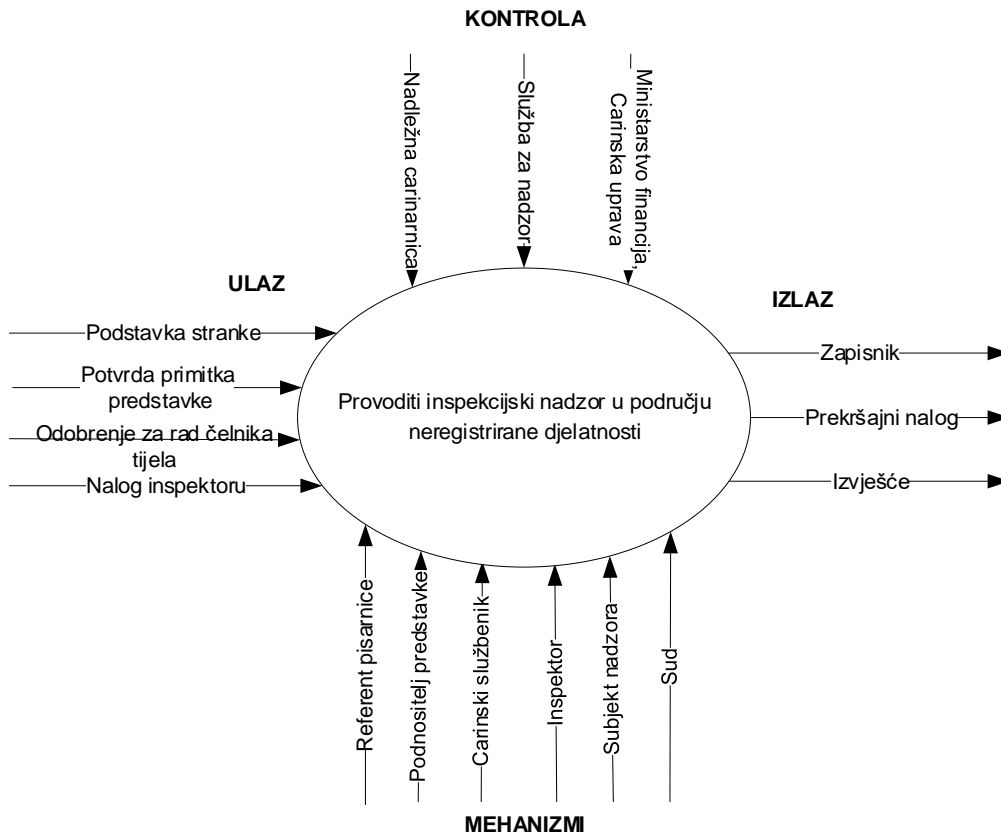 KONTROLA
Nadležna carinarnica
Služba za nadzor
Ministarstvo financija,
Carinska uprava
ULAZ
Podstavka stranke
Potvrda primitka
predstavke
Odobrenje za rad čelnika
tijela
Nalog inspektoru
Provoditi inspekcijski nadzor u području
neregistrirane djelatnosti
IZLAZ
Zapisnik
Prekršajni nalog
Izvješće
Referent pisarnice
Podnositelj predstavke
Carinski službenik
Inspektor
Subjekt nadzora
Sud
MEHANIZMI